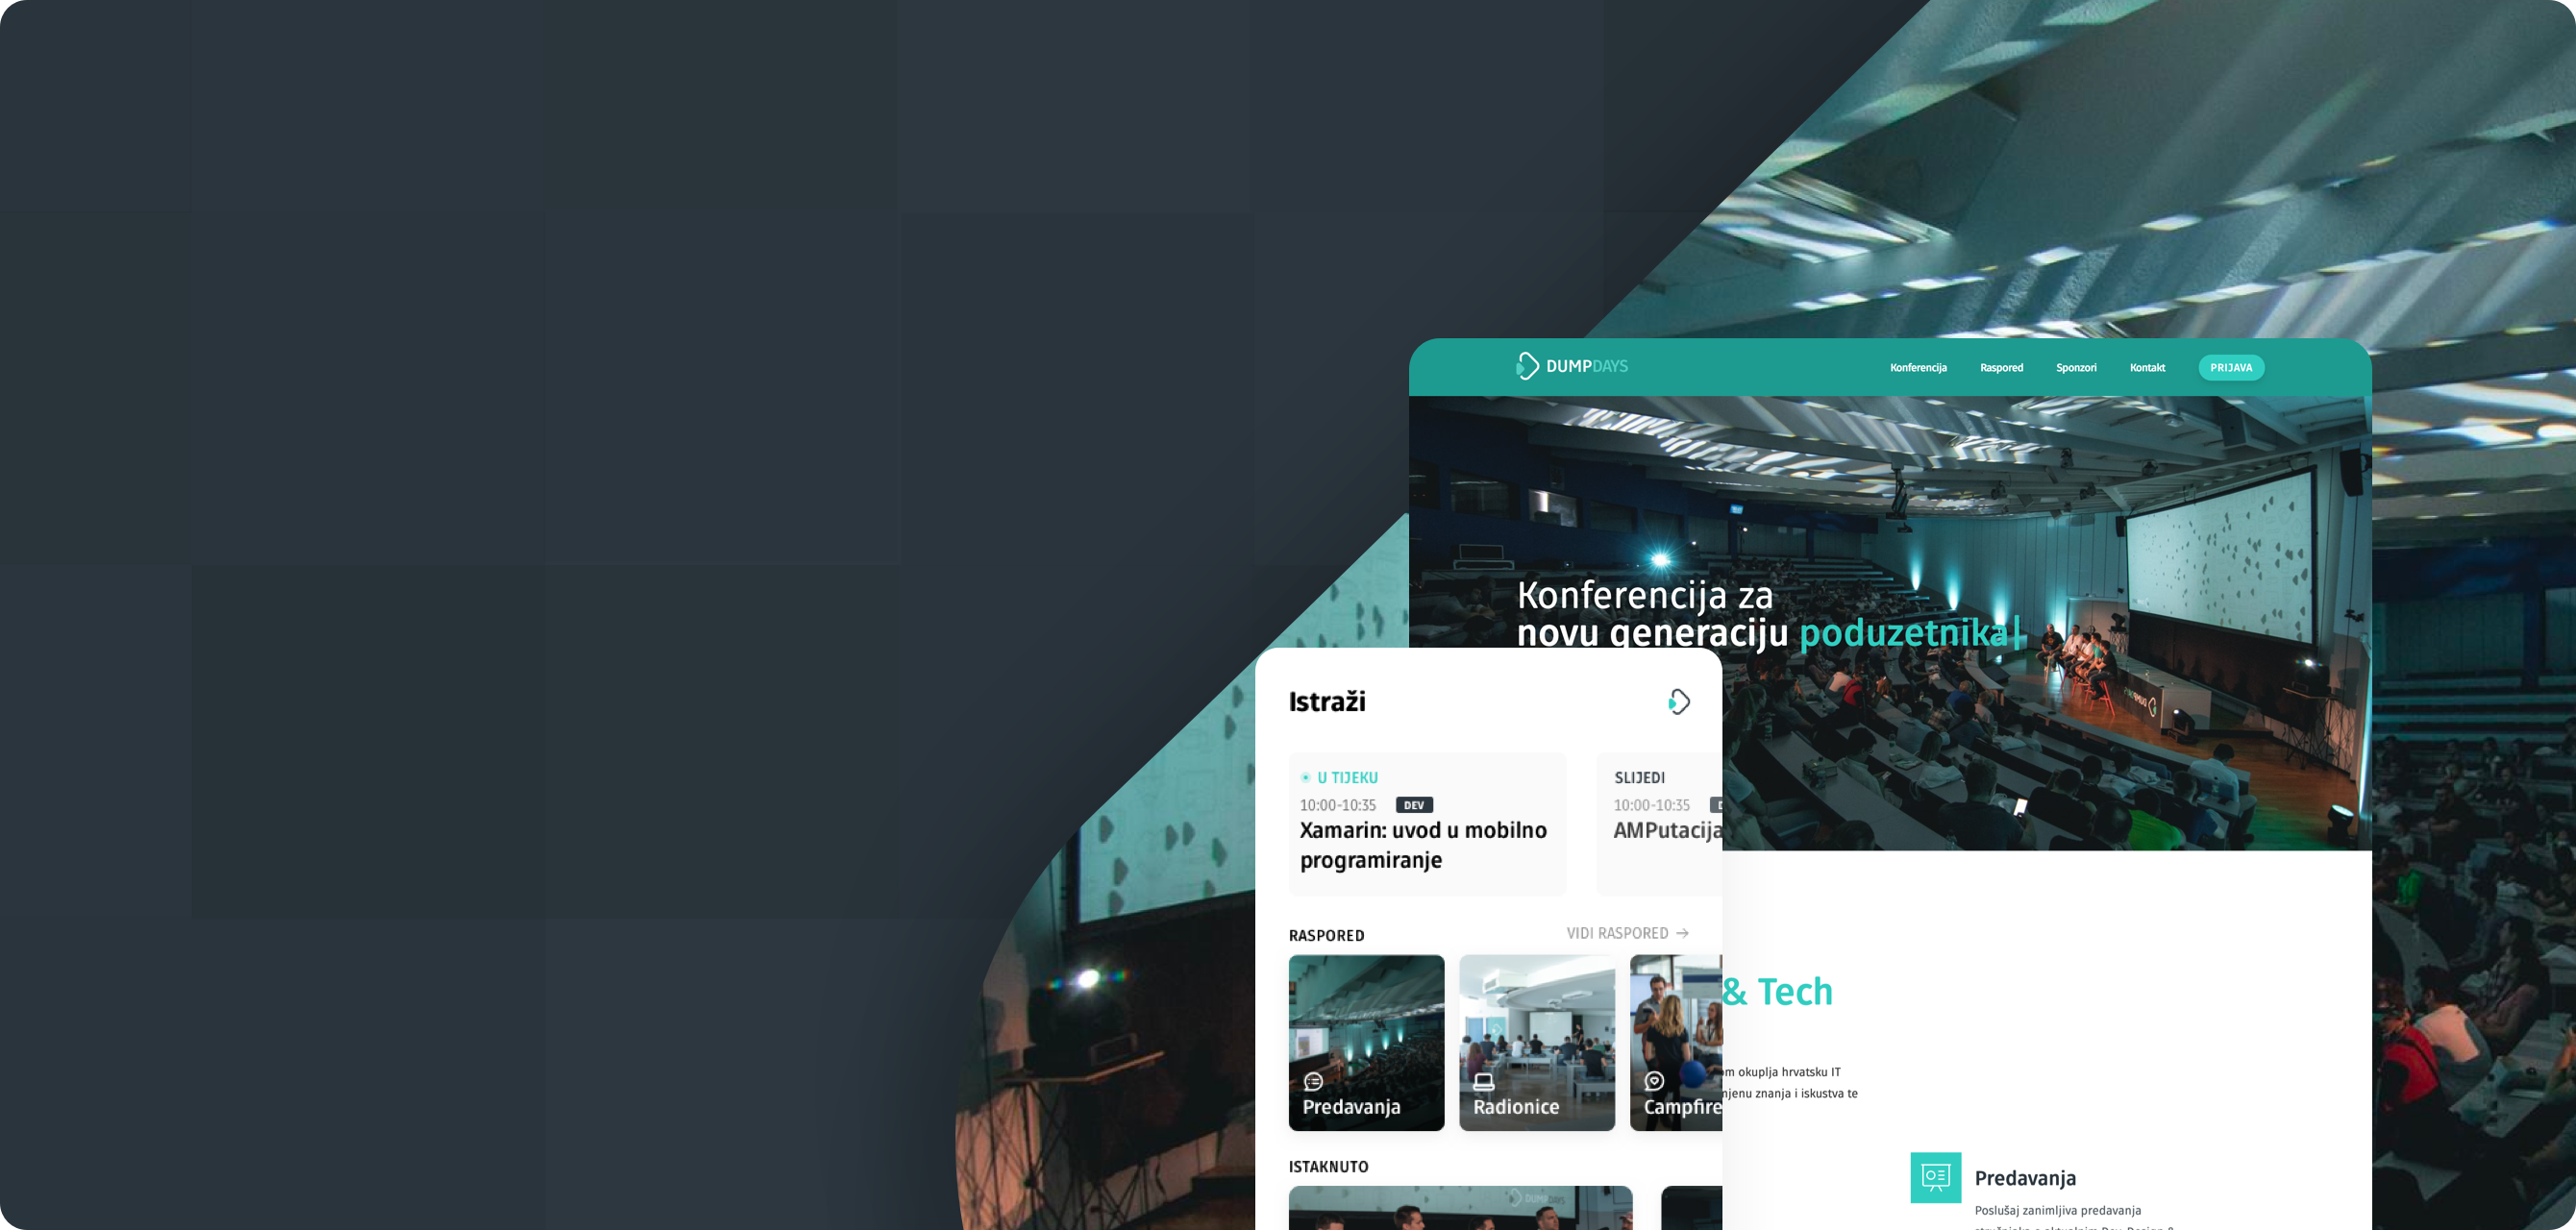 DUMPDAYS
Konferencija
Raspored
Sponzori
Kontakt
PRIJAVA
Konferencija za
novu generaciju poduzetnika|
Istraži
U TIJEKU
10:00-10:35 DEV
Xamarin: uvod u mobilno
programiranje
SLIJEDI
10:00-10:35
AMPutacija
RASPORED
VIDI RASPORED →
Predavanja
Radionice
Campfire
ISTAKNUTO
DUMPDAYS
& Tech
okuplja hrvatsku IT
znanja i iskustva te
Predavanja
Poslušaj zanimljiva predavanja